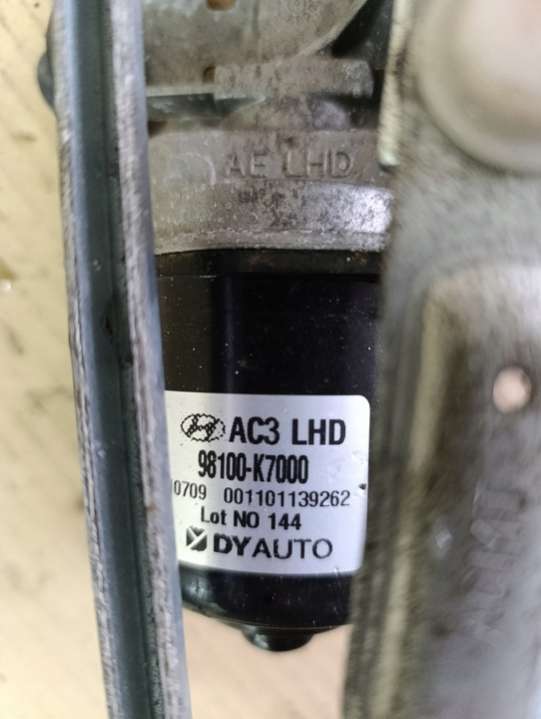 AE LHD
AC3 LHD
98100-K7000
0709 001101139262
Lot NO 144
DYAUTO